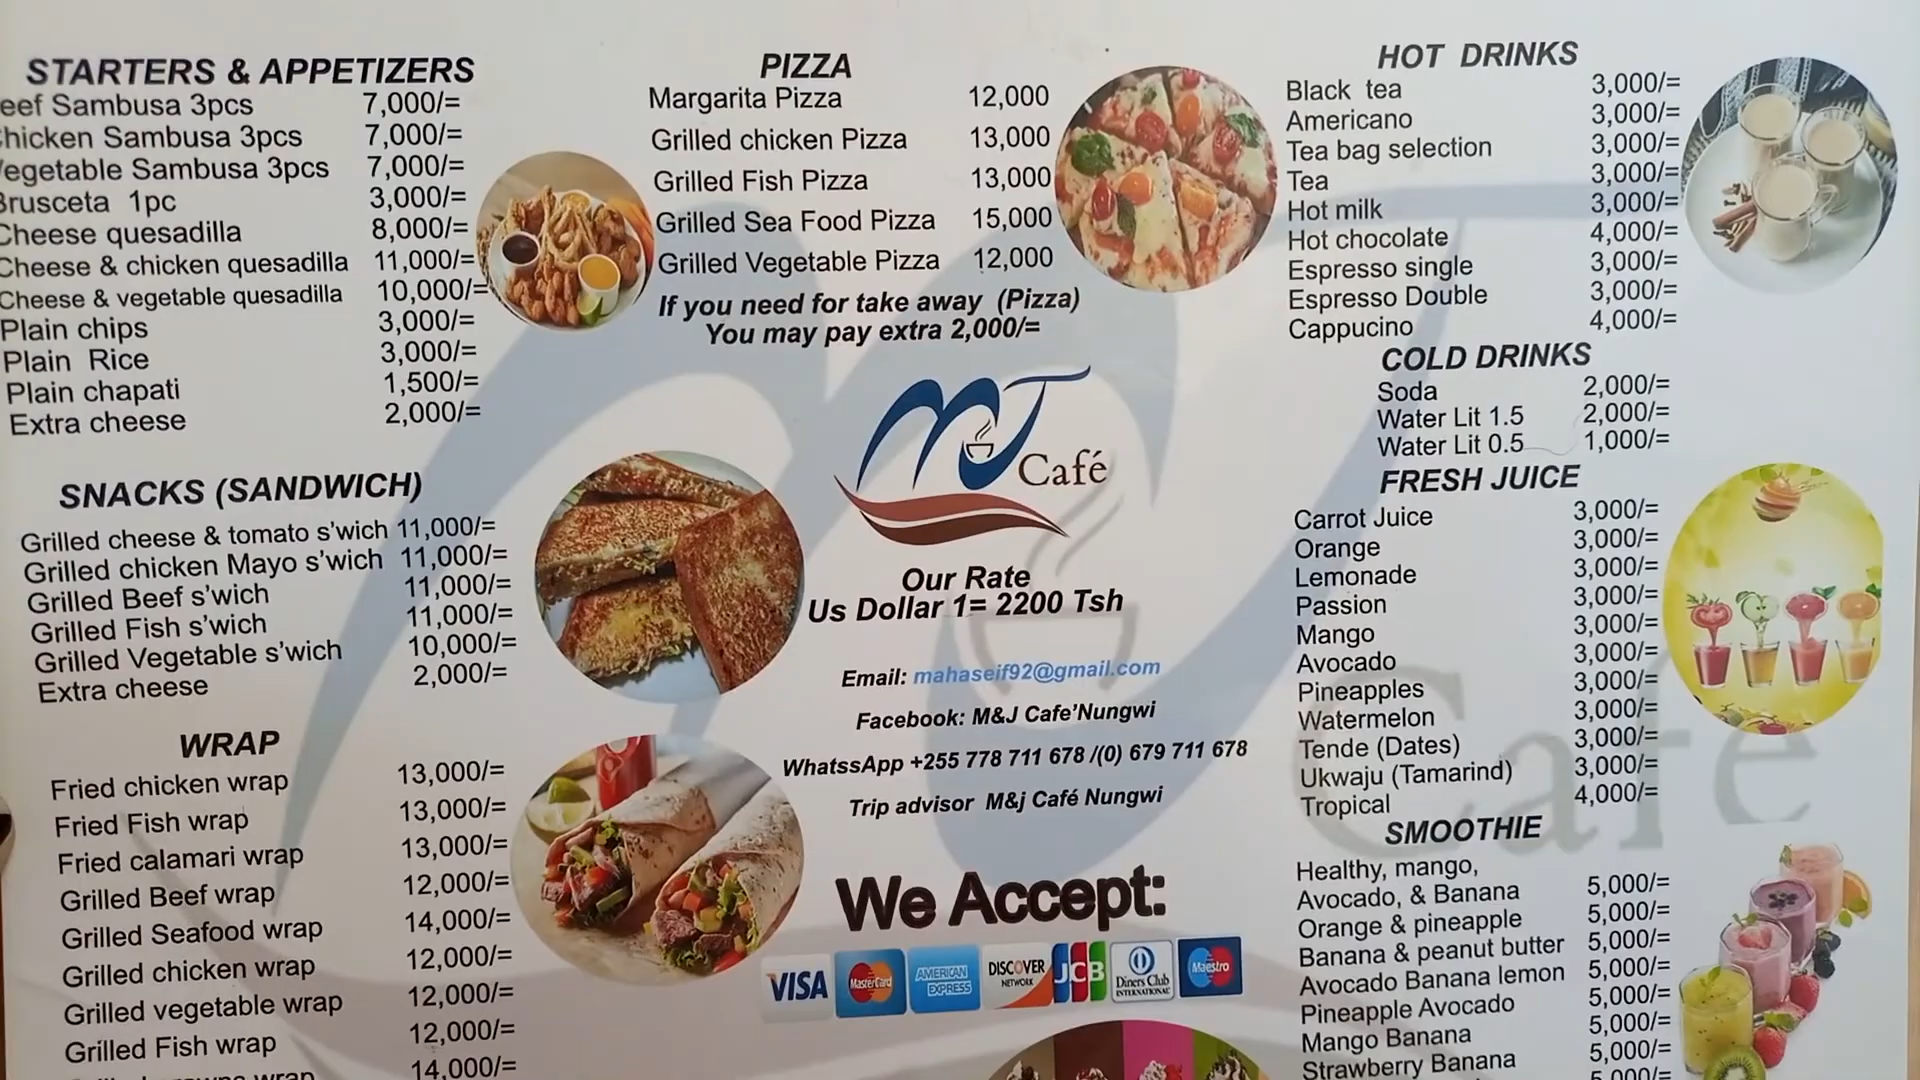 STARTERS & APPETIZERS
eef Sambusa 3pcs 7,000/=
hicken Sambusa 3pcs 7,000/=
Vegetable Sambusa 3pcs 7,000/=
Brusceta 1pc 3,000/=
Cheese quesadilla 8,000/=
Cheese & chicken quesadilla 11,000/=
Cheese & vegetable quesadilla 10,000/=
Plain chips 3,000/=
Plain Rice 3,000/=
Plain chapati 1,500/=
Extra cheese 2,000/=
SNACKS (SANDWICH)
Grilled cheese & tomato s'wich 11,000/=
Grilled chicken Mayo s'wich 11,000/=
Grilled Beef s'wich 11,000/=
Grilled Fish s'wich 11,000/=
Grilled Vegetable s'wich 10,000/=
Extra cheese 2,000/=
WRAP
Fried chicken wrap 13,000/=
Fried Fish wrap 13,000/=
Fried calamari wrap 13,000/=
Grilled Beef wrap 12,000/=
Grilled Seafood wrap 14,000/=
Grilled chicken wrap 12,000/=
Grilled vegetable wrap 12,000/=
Grilled Fish wrap 12,000/=
wrap 14,000/=
PIZZA
Margarita Pizza 12,000
Grilled chicken Pizza 13,000
Grilled Fish Pizza 13,000
Grilled Sea Food Pizza 15,000
Grilled Vegetable Pizza 12,000
If you need for take away (Pizza)
You may pay extra 2,000/=
MJ Café
Our Rate
Us Dollar 1= 2200 Tsh
Email: mahaseif92@gmail.com
Facebook: M&J Cafe'Nungwi
WhatssApp +255 778 711 678 /(0) 679 711 678
Trip advisor M&j Café Nungwi
We Accept:
VISA MasterCard AMERICAN EXPRESS DISCOVER NETWORK JCB Diners Club INTERNATIONAL Maestro
HOT DRINKS
Black tea 3,000/=
Americano 3,000/=
Tea bag selection 3,000/=
Tea 3,000/=
Hot milk 3,000/=
Hot chocolate 4,000/=
Espresso single 3,000/=
Espresso Double 3,000/=
Cappucino 4,000/=
COLD DRINKS
Soda 2,000/=
Water Lit 1.5 2,000/=
Water Lit 0.5 1,000/=
FRESH JUICE
Carrot Juice 3,000/=
Orange 3,000/=
Lemonade 3,000/=
Passion 3,000/=
Mango 3,000/=
Avocado 3,000/=
Pineapples 3,000/=
Watermelon 3,000/=
Tende (Dates) 3,000/=
Ukwaju (Tamarind) 3,000/=
Tropical 4,000/=
SMOOTHIE
Healthy, mango,
Avocado, & Banana 5,000/=
Orange & pineapple 5,000/=
Banana & peanut butter 5,000/=
Avocado Banana lemon 5,000/=
Pineapple Avocado 5,000/=
Mango Banana 5,000/=
Strawberry Banana 5,000/=
5,000/=
Café